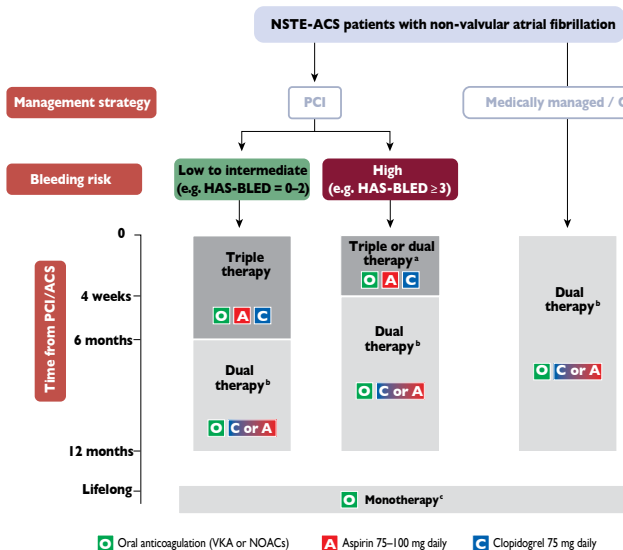 NSTE-ACS patients with non-valvular atrial fibrillation
Management strategy
PCI
Medically managed / C
Bleeding risk
Low to intermediate
(e.g. HAS-BLED = 0–2)
High
(e.g. HAS-BLED ≥3)
Time from PCI/ACS
0
4 weeks
6 months
12 months
Lifelong
Triple
therapy
O A C
Dual
therapy b
O C or A
Triple or dual
therapy a
O A C
Dual
therapy b
O C or A
Dual
therapy b
O C or A
O Monotherapy c
O Oral anticoagulation (VKA or NOACs)
A Aspirin 75–100 mg daily
C Clopidogrel 75 mg daily